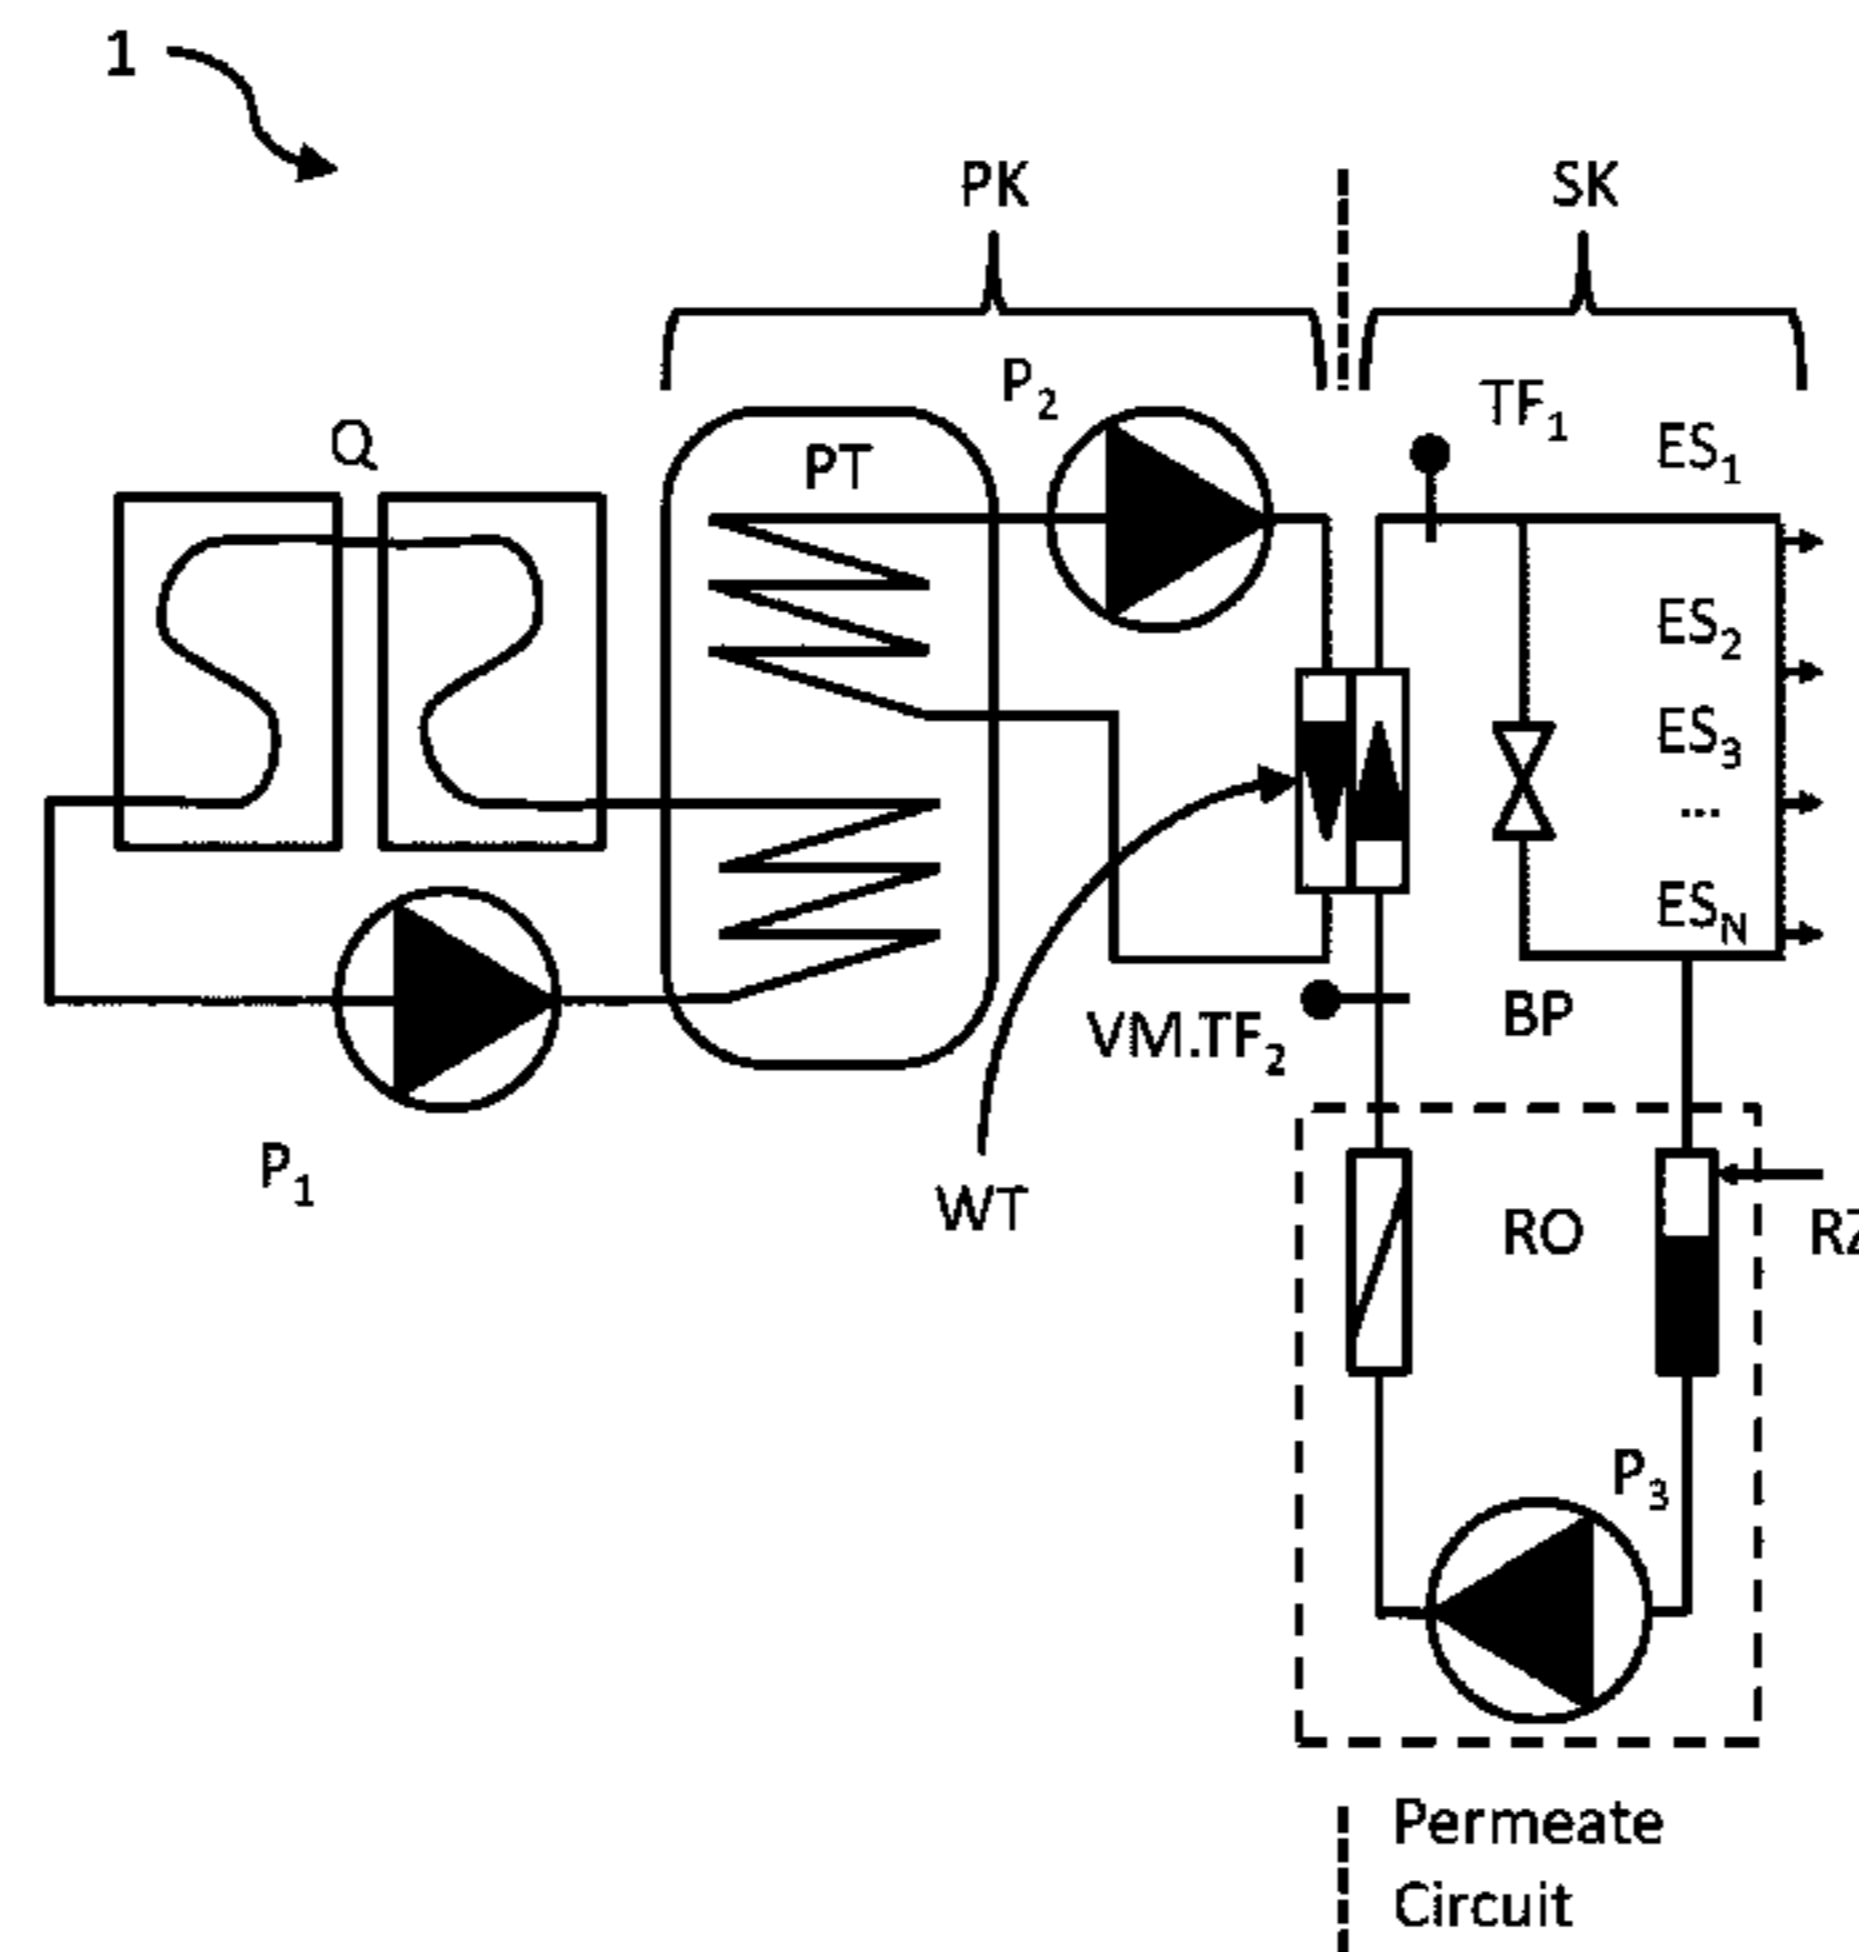 1
PK
SK
P2
TF1
Q
PT
ES1
ES2
ES3
...
ESN
VM.TF2
BP
P1
WT
RO
P3
Permeate
Circuit